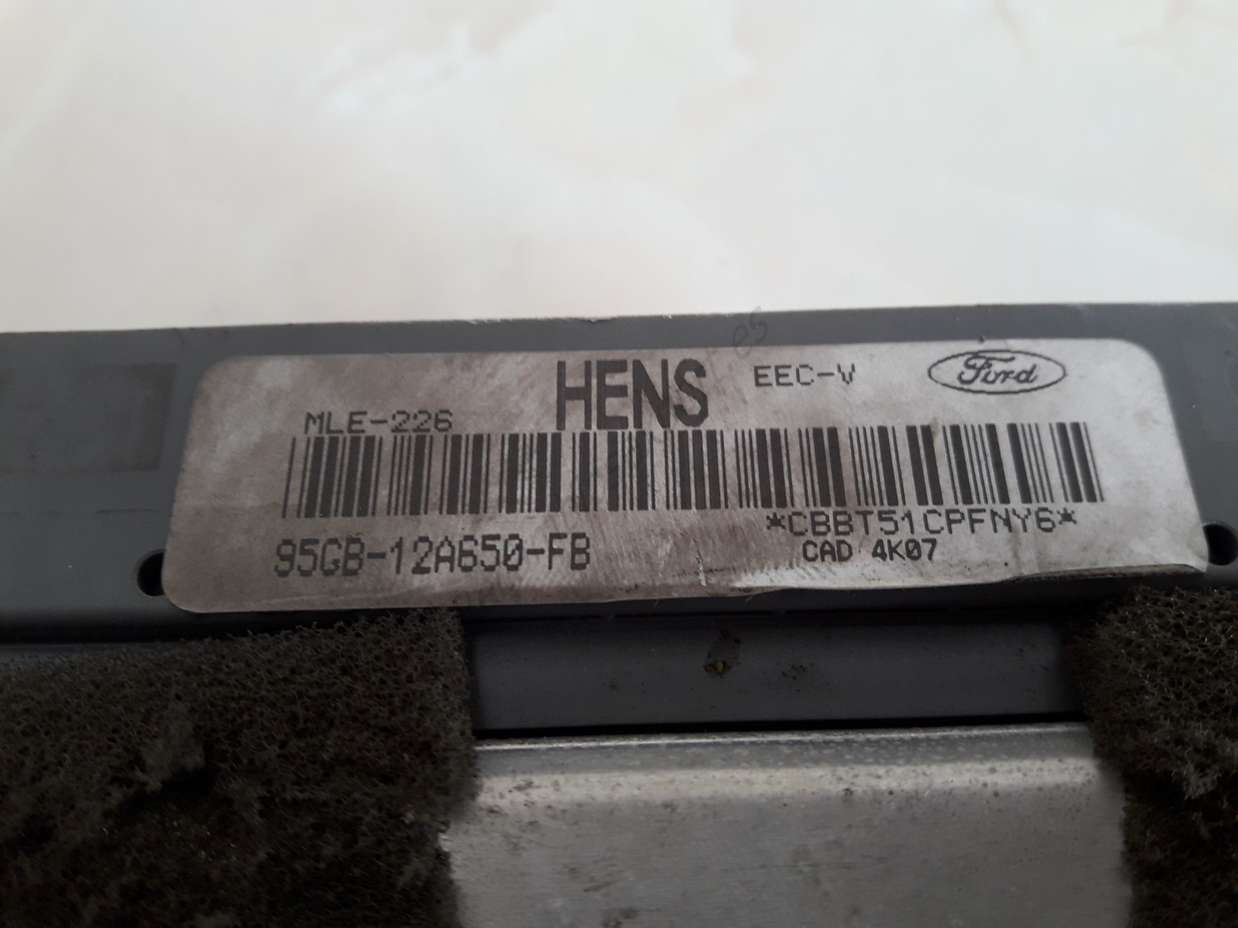 HENS
EEC-V
Ford
MLE-226
*CBBT51CPFNY6*
95GB-12A650-FB
CAD 4K07